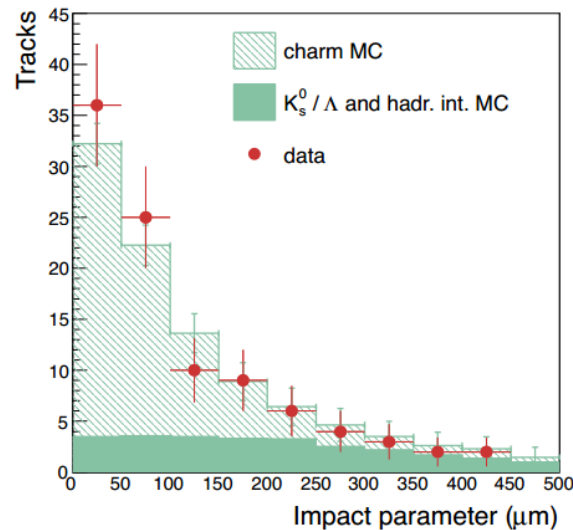 Tracks
45
40
35
30
25
20
15
10
5
0
charm MC
K⁰ₛ / Λ and hadr. int. MC
data
0 50 100 150 200 250 300 350 400 450 500
Impact parameter (μm)